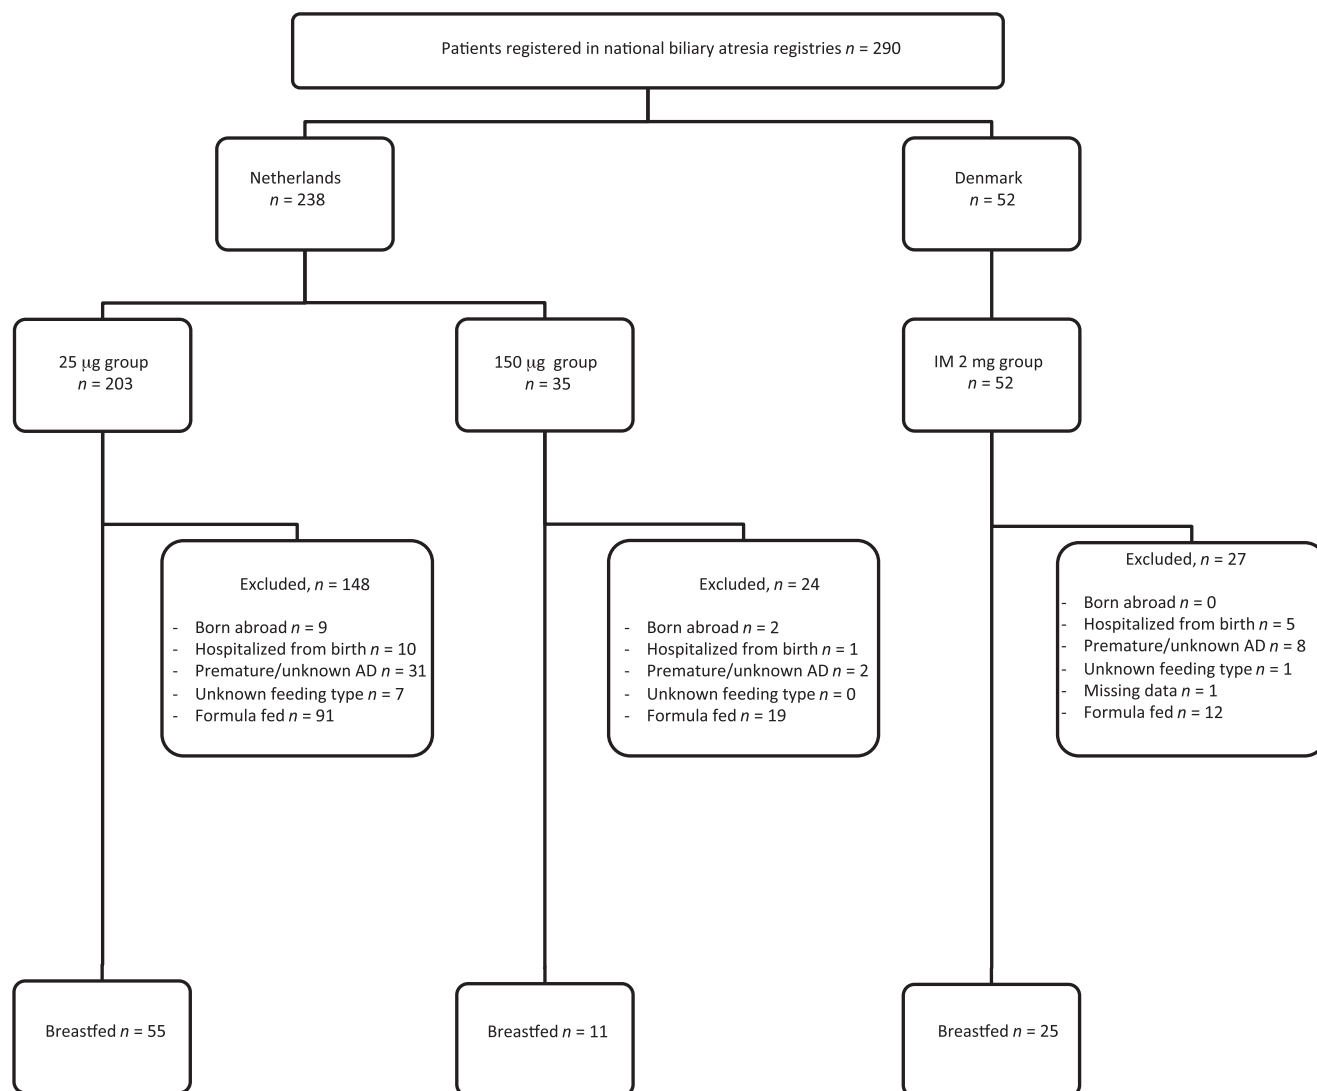 Patients registered in national biliary atresia registries n = 290
Netherlands
n = 238
Denmark
n = 52
25 µg group
n = 203
150 µg group
n = 35
IM 2 mg group
n = 52
Excluded, n = 148
- Born abroad n = 9
- Hospitalized from birth n = 10
- Premature/unknown AD n = 31
- Unknown feeding type n = 7
- Formula fed n = 91
Excluded, n = 24
- Born abroad n = 2
- Hospitalized from birth n = 1
- Premature/unknown AD n = 2
- Unknown feeding type n = 0
- Formula fed n = 19
Excluded, n = 27
- Born abroad n = 0
- Hospitalized from birth n = 5
- Premature/unknown AD n = 8
- Unknown feeding type n = 1
- Missing data n = 1
- Formula fed n = 12
Breastfed n = 55
Breastfed n = 11
Breastfed n = 25